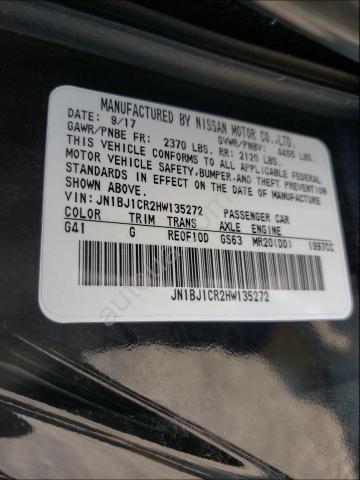 MANUFACTURED BY NISSAN MOTOR CO.,LTD.
DATE: 9/17 GVWR/PNBV: 4455 LBS.
GAWR/PNBE FR: 2370 LBS. RR: 2120 LBS.
THIS VEHICLE CONFORMS TO ALL APPLICABLE FEDERAL
MOTOR VEHICLE SAFETY,BUMPER,AND THEFT PREVENTION
STANDARDS IN EFFECT ON THE DATE OF MANUFACTURE
SHOWN ABOVE.
VIN: JN1BJ1CR2HW135272 PASSENGER CAR
COLOR TRIM TRANS AXLE ENGINE
G41 G RE0F10D GS63 MR20(DD) 1997CC
JN1BJ1CR2HW135272